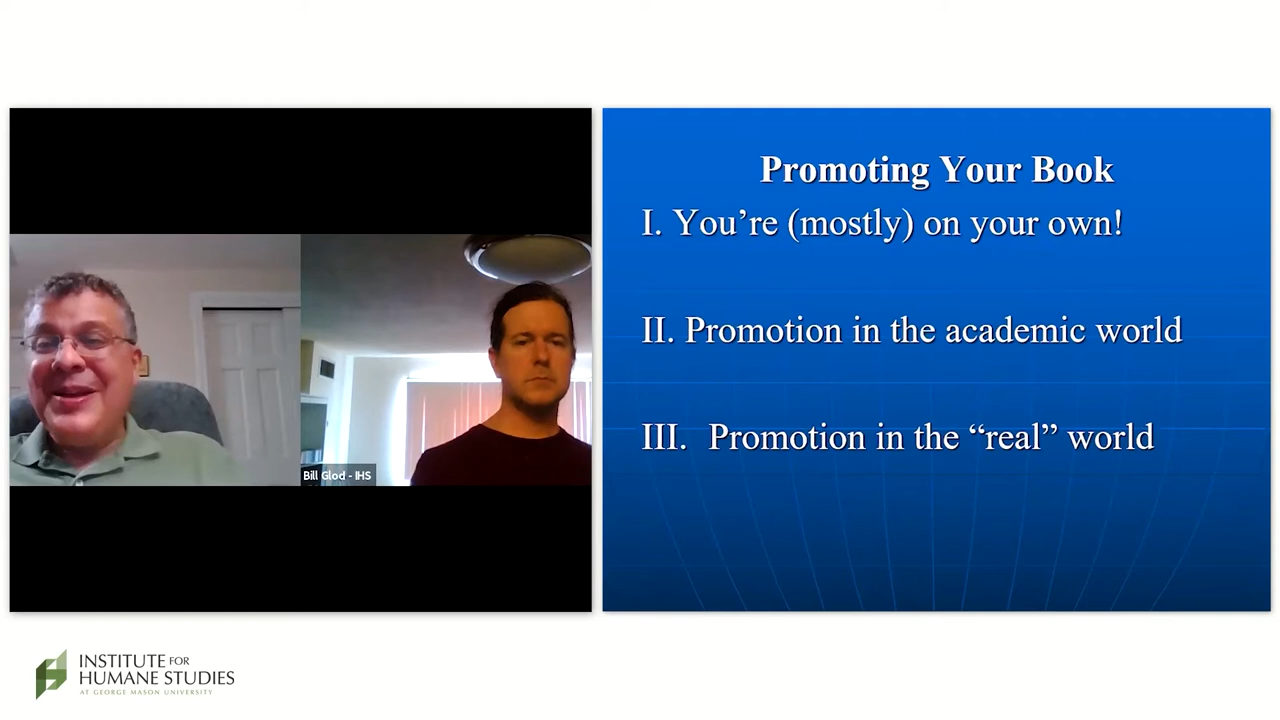 Promoting Your Book
I. You’re (mostly) on your own!
II. Promotion in the academic world
III. Promotion in the “real” world
Bill Glod - IHS
INSTITUTE FOR
HUMANE STUDIES
AT GEORGE MASON UNIVERSITY